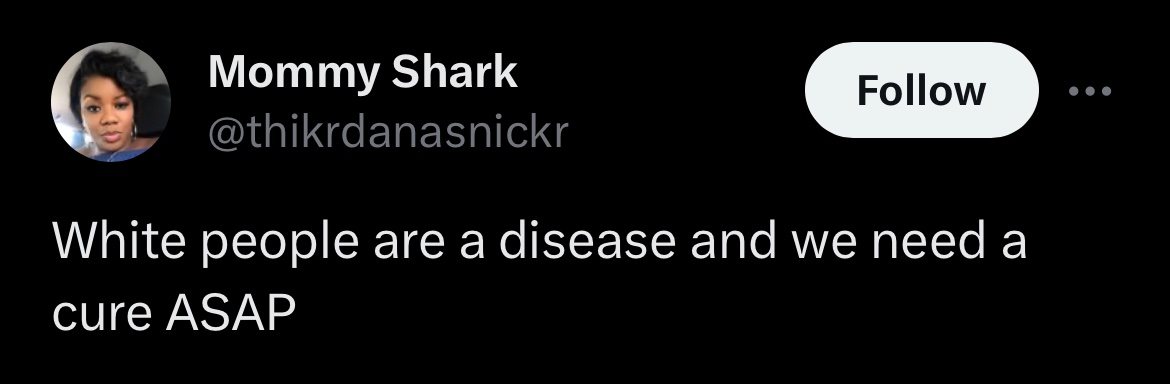 Mommy Shark
Follow
@thikrdanasnickr
White people are a disease and we need a
cure ASAP